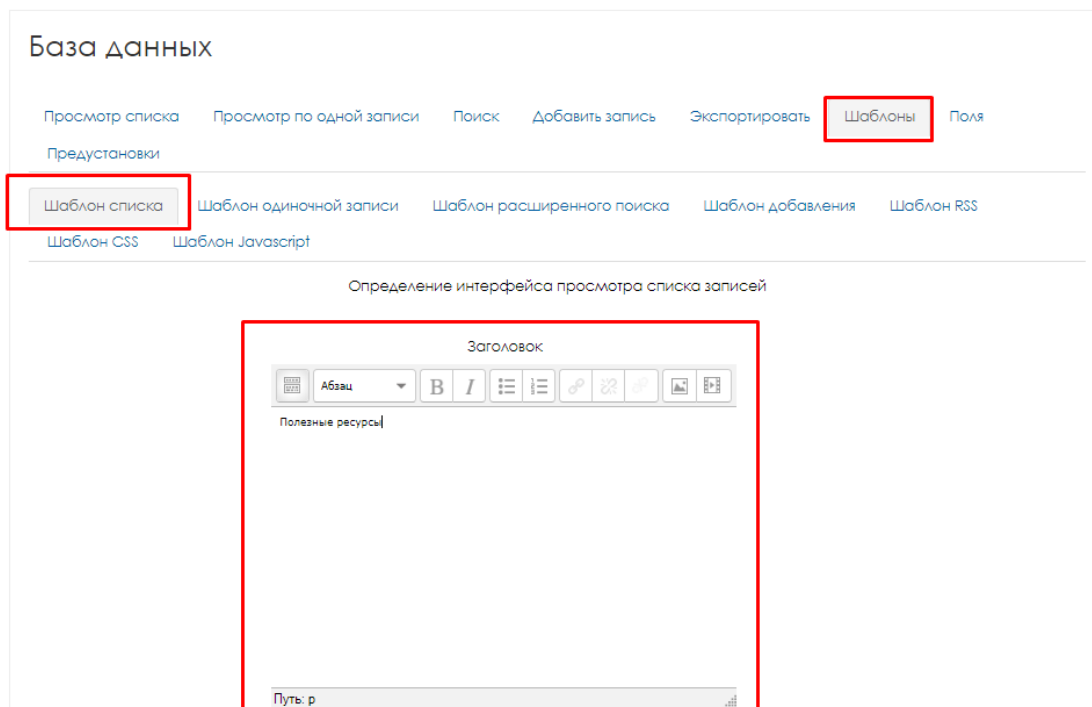 База данных
Просмотр списка Просмотр по одной записи Поиск Добавить запись Экспортировать Шаблоны Поля
Предустановки
Шаблон списка Шаблон одиночной записи Шаблон расширенного поиска Шаблон добавления Шаблон RSS
Шаблон CSS Шаблон Javascript
Определение интерфейса просмотра списка записей
Заголовок
Абзац B I
Полезные ресурсы
Путь: p